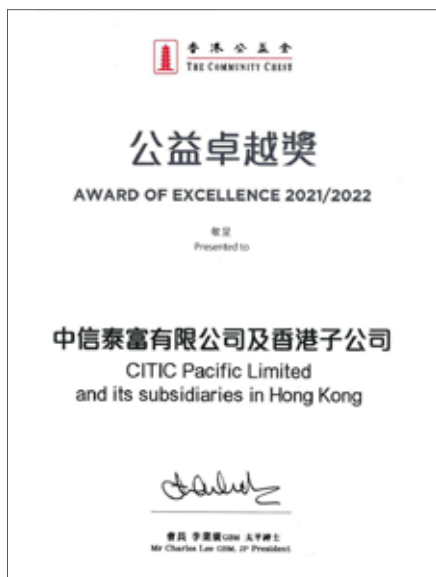 香港公益金
THE COMMUNITY CHEST
公益卓越獎
AWARD OF EXCELLENCE 2021/2022
敬呈
Presented to
中信泰富有限公司及香港子公司
CITIC Pacific Limited
and its subsidiaries in Hong Kong
會長 李業廣GBM 太平紳士
Mr Charles Lee GBM, JP President